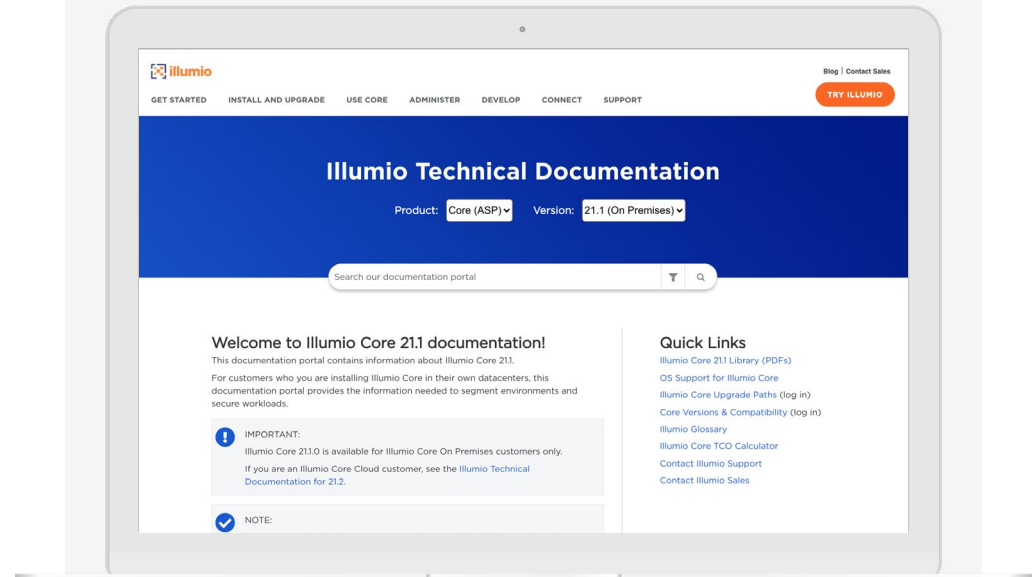 illumio
Blog | Contact Sales
GET STARTED INSTALL AND UPGRADE USE CORE ADMINISTER DEVELOP CONNECT SUPPORT
TRY ILLUMIO
Illumio Technical Documentation
Product: Core (ASP) Version: 21.1 (On Premises)
Search our documentation portal
Welcome to Illumio Core 21.1 documentation!
This documentation portal contains information about Illumio Core 21.1.
For customers who you are installing Illumio Core in their own datacenters, this
documentation portal provides the information needed to segment environments and
secure workloads.
IMPORTANT:
Illumio Core 21.1.0 is available for Illumio Core On Premises customers only.
If you are an Illumio Core Cloud customer, see the Illumio Technical
Documentation for 21.2.
NOTE:
Quick Links
Illumio Core 21.1 Library (PDFs)
OS Support for Illumio Core
Illumio Core Upgrade Paths (log in)
Core Versions & Compatibility (log in)
Illumio Glossary
Illumio Core TCO Calculator
Contact Illumio Support
Contact Illumio Sales